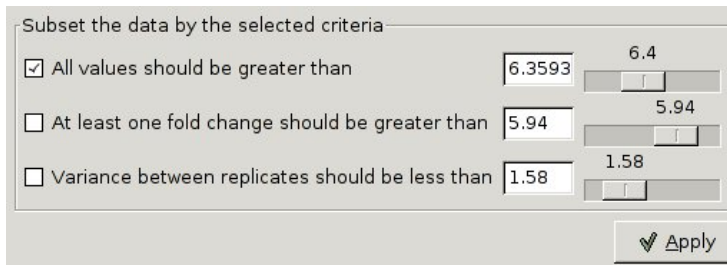 Subset the data by the selected criteria
6.4
All values should be greater than 6.3593
5.94
At least one fold change should be greater than 5.94
1.58
Variance between replicates should be less than 1.58
Apply